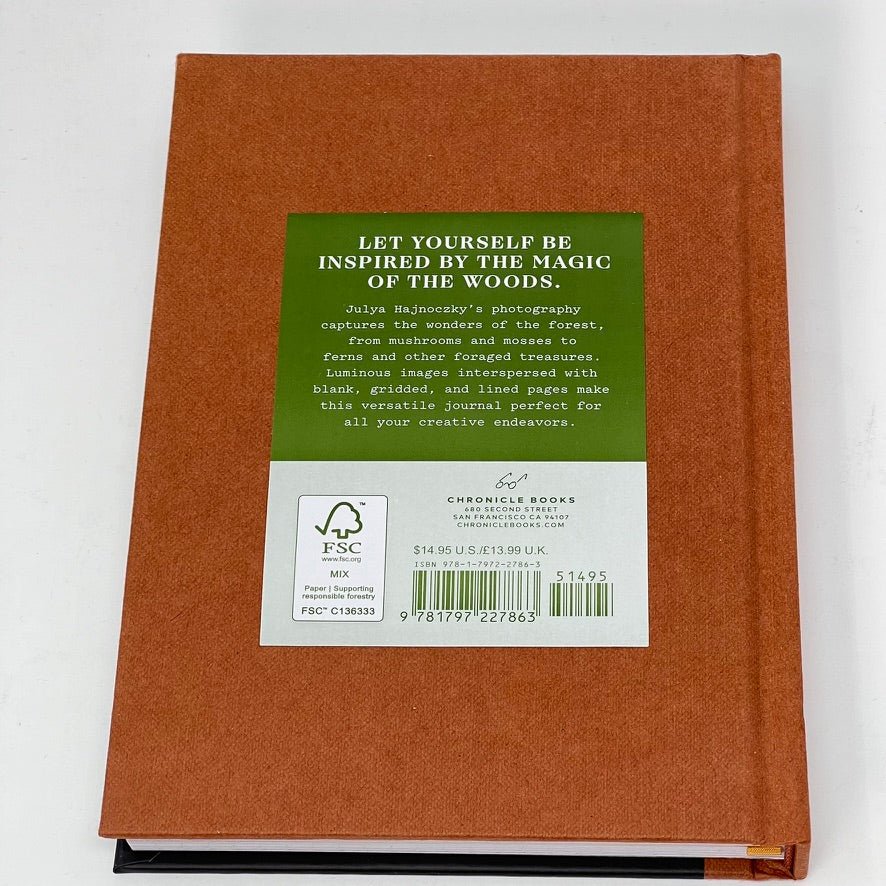 LET YOURSELF BE
INSPIRED BY THE MAGIC
OF THE WOODS.
Julya Hajnoczky's photography
captures the wonders of the forest,
from mushrooms and mosses to
ferns and other foraged treasures.
Luminous images interspersed with
blank, gridded, and lined pages make
this versatile journal perfect for
all your creative endeavors.
CHRONICLE BOOKS
680 SECOND STREET
SAN FRANCISCO CA 94107
CHRONICLEBOOKS.COM
™
FSC
www.fsc.org
MIX
Paper | Supporting
responsible forestry
FSC™ C136333
$14.95 U.S./£13.99 U.K.
ISBN 978-1-7972-2786-3
51495
9 781797 227863